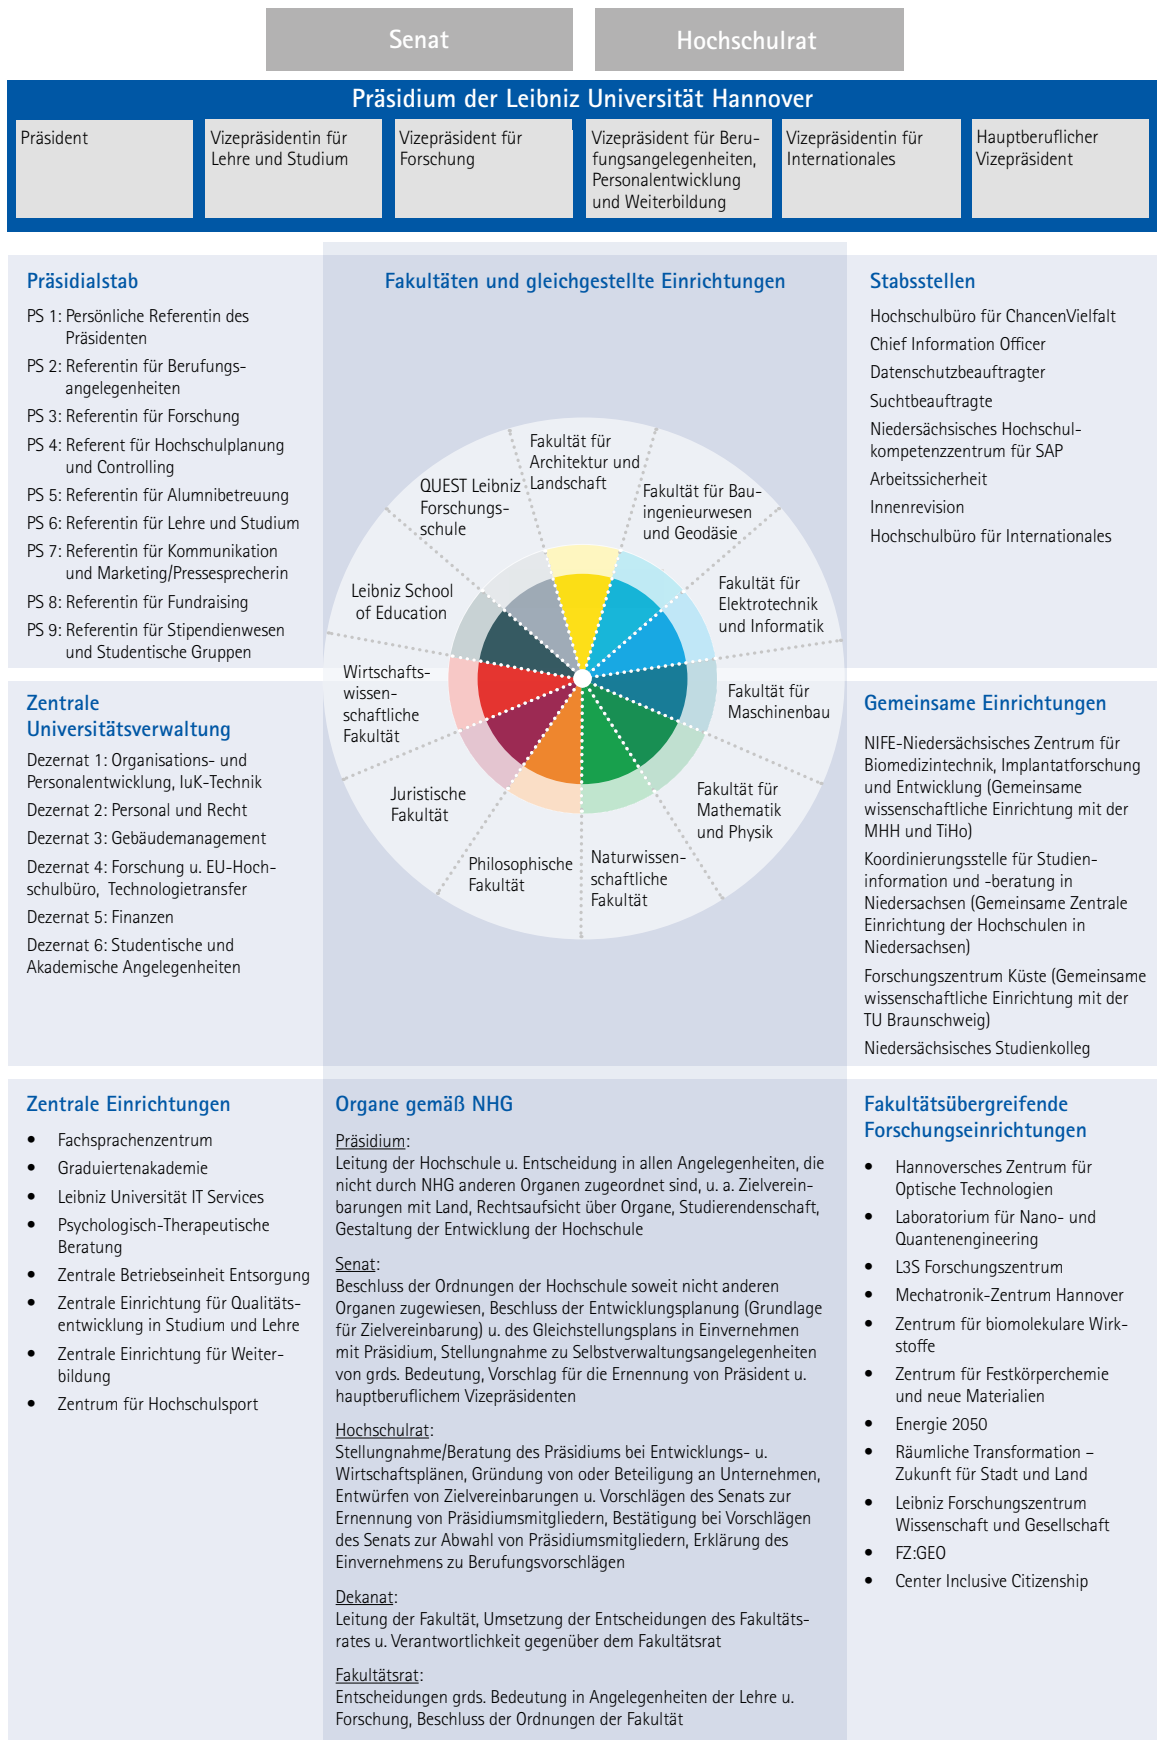 Senat
Hochschulrat
Präsidium der Leibniz Universität Hannover
Präsident
Vizepräsidentin für
Lehre und Studium
Vizepräsident für
Forschung
Vizepräsident für Beru-
fungsangelegenheiten,
Personalentwicklung
und Weiterbildung
Vizepräsidentin für
Internationales
Hauptberuflicher
Vizepräsident
Präsidialstab
PS 1: Persönliche Referentin des
Präsidenten
PS 2: Referentin für Berufungs-
angelegenheiten
PS 3: Referentin für Forschung
PS 4: Referent für Hochschulplanung
und Controlling
PS 5: Referentin für Alumnibetreuung
PS 6: Referentin für Lehre und Studium
PS 7: Referentin für Kommunikation
und Marketing/Pressesprecherin
PS 8: Referentin für Fundraising
PS 9: Referentin für Stipendienwesen
und Studentische Gruppen
Fakultäten und gleichgestellte Einrichtungen
Fakultät für
Architektur und
Landschaft
Fakultät für Bau-
ingenieurwesen
und Geodäsie
Fakultät für
Elektrotechnik
und Informatik
Fakultät für
Maschinenbau
Fakultät für
Mathematik
und Physik
Naturwissen-
schaftliche
Fakultät
Philosophische
Fakultät
Juristische
Fakultät
Wirtschafts-
wissen-
schaftliche
Fakultät
Leibniz School
of Education
QUEST Leibniz
Forschungs-
schule
Stabsstellen
Hochschulbüro für ChancenVielfalt
Chief Information Officer
Datenschutzbeauftragter
Suchtbeauftragte
Niedersächsisches Hochschul-
kompetenzzentrum für SAP
Arbeitssicherheit
Innenrevision
Hochschulbüro für Internationales
Zentrale
Universitätsverwaltung
Dezernat 1: Organisations- und
Personalentwicklung, IuK-Technik
Dezernat 2: Personal und Recht
Dezernat 3: Gebäudemanagement
Dezernat 4: Forschung u. EU-Hoch-
schulbüro, Technologietransfer
Dezernat 5: Finanzen
Dezernat 6: Studentische und
Akademische Angelegenheiten
Gemeinsame Einrichtungen
NIFE-Niedersächsisches Zentrum für
Biomedizintechnik, Implantatforschung
und Entwicklung (Gemeinsame
wissenschaftliche Einrichtung mit der
MHH und TiHo)
Koordinierungsstelle für Studien-
information und -beratung in
Niedersachsen (Gemeinsame Zentrale
Einrichtung der Hochschulen in
Niedersachsen)
Forschungszentrum Küste (Gemeinsame
wissenschaftliche Einrichtung mit der
TU Braunschweig)
Niedersächsisches Studienkolleg
Zentrale Einrichtungen
• Fachsprachenzentrum
• Graduiertenakademie
• Leibniz Universität IT Services
• Psychologisch-Therapeutische
Beratung
• Zentrale Betriebseinheit Entsorgung
• Zentrale Einrichtung für Qualitäts-
entwicklung in Studium und Lehre
• Zentrale Einrichtung für Weiter-
bildung
• Zentrum für Hochschulsport
Organe gemäß NHG
Präsidium:
Leitung der Hochschule u. Entscheidung in allen Angelegenheiten, die
nicht durch NHG anderen Organen zugeordnet sind, u. a. Zielverein-
barungen mit Land, Rechtsaufsicht über Organe, Studierendenschaft,
Gestaltung der Entwicklung der Hochschule
Senat:
Beschluss der Ordnungen der Hochschule soweit nicht anderen
Organen zugewiesen, Beschluss der Entwicklungsplanung (Grundlage
für Zielvereinbarung) u. des Gleichstellungsplans in Einvernehmen
mit Präsidium, Stellungnahme zu Selbstverwaltungsangelegenheiten
von grds. Bedeutung, Vorschlag für die Ernennung von Präsident u.
hauptberuflichem Vizepräsidenten
Hochschulrat:
Stellungnahme/Beratung des Präsidiums bei Entwicklungs- u.
Wirtschaftsplänen, Gründung von oder Beteiligung an Unternehmen,
Entwürfen von Zielvereinbarungen u. Vorschlägen des Senats zur
Ernennung von Präsidiumsmitgliedern, Bestätigung bei Vorschlägen
des Senats zur Abwahl von Präsidiumsmitgliedern, Erklärung des
Einvernehmens zu Berufungsvorschlägen
Dekanat:
Leitung der Fakultät, Umsetzung der Entscheidungen des Fakultäts-
rates u. Verantwortlichkeit gegenüber dem Fakultätsrat
Fakultätsrat:
Entscheidungen grds. Bedeutung in Angelegenheiten der Lehre u.
Forschung, Beschluss der Ordnungen der Fakultät
Fakultätsübergreifende
Forschungseinrichtungen
• Hannoversches Zentrum für
Optische Technologien
• Laboratorium für Nano- und
Quantenengineering
• L3S Forschungszentrum
• Mechatronik-Zentrum Hannover
• Zentrum für biomolekulare Wirk-
stoffe
• Zentrum für Festkörperchemie
und neue Materialien
• Energie 2050
• Räumliche Transformation –
Zukunft für Stadt und Land
• Leibniz Forschungszentrum
Wissenschaft und Gesellschaft
• FZ:GEO
• Center Inclusive Citizenship